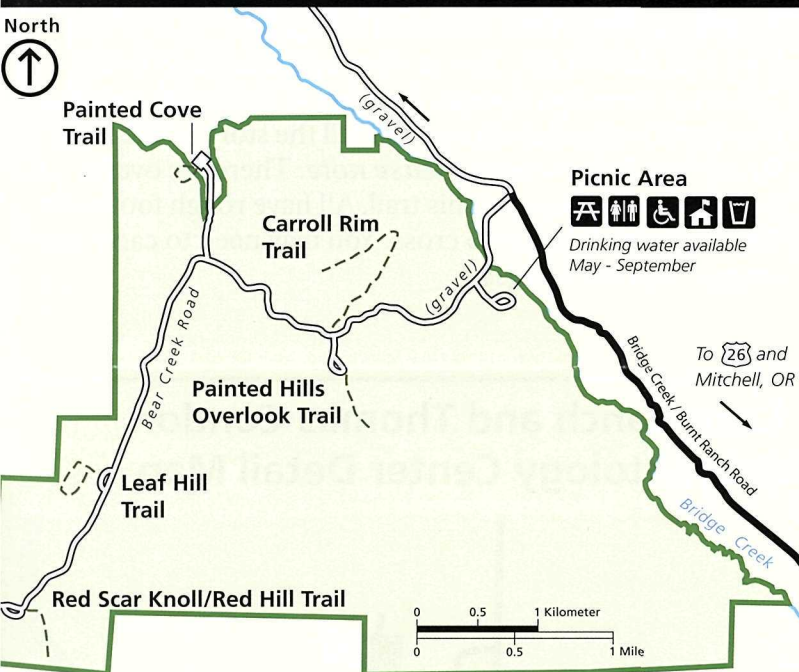 North
Painted Cove
Trail
(gravel)
Picnic Area
Drinking water available
May - September
Carroll Rim
Trail
(gravel)
Bear Creek Road
Bridge Creek / Burnt Ranch Road
To 26 and
Mitchell, OR
Painted Hills
Overlook Trail
Leaf Hill
Trail
Bridge Creek
Red Scar Knoll/Red Hill Trail
0 0.5 1 Kilometer
0 0.5 1 Mile